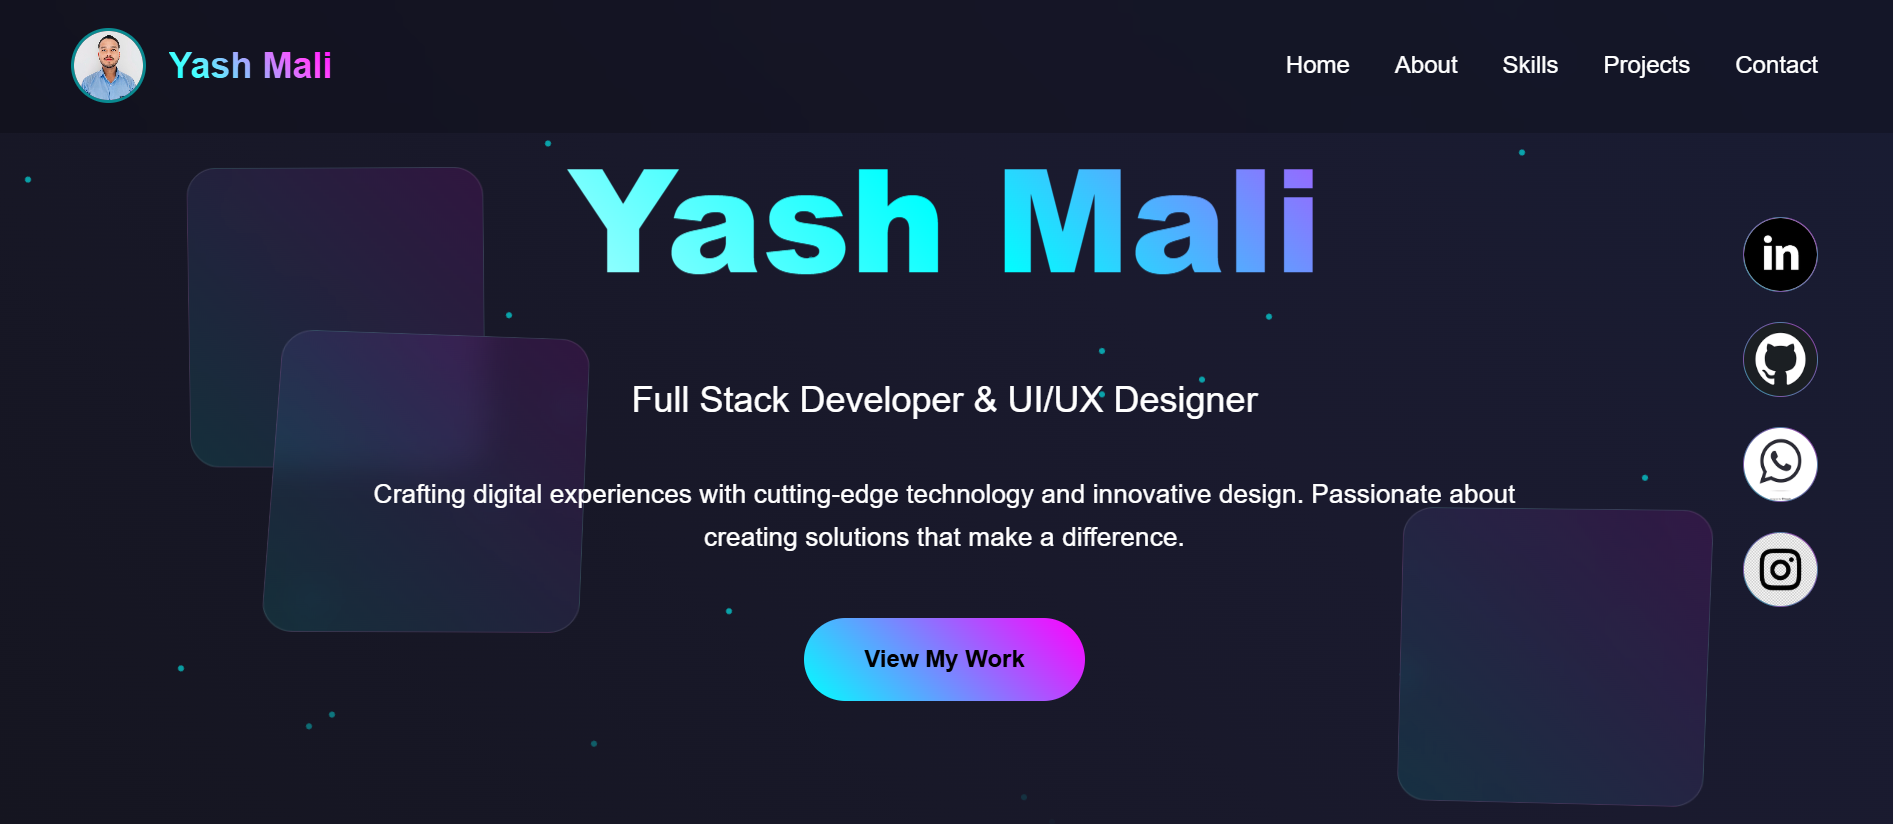 Yash Mali
Home About Skills Projects Contact
Yash Mali
Full Stack Developer & UI/UX Designer
Crafting digital experiences with cutting-edge technology and innovative design. Passionate about
creating solutions that make a difference.
View My Work
in